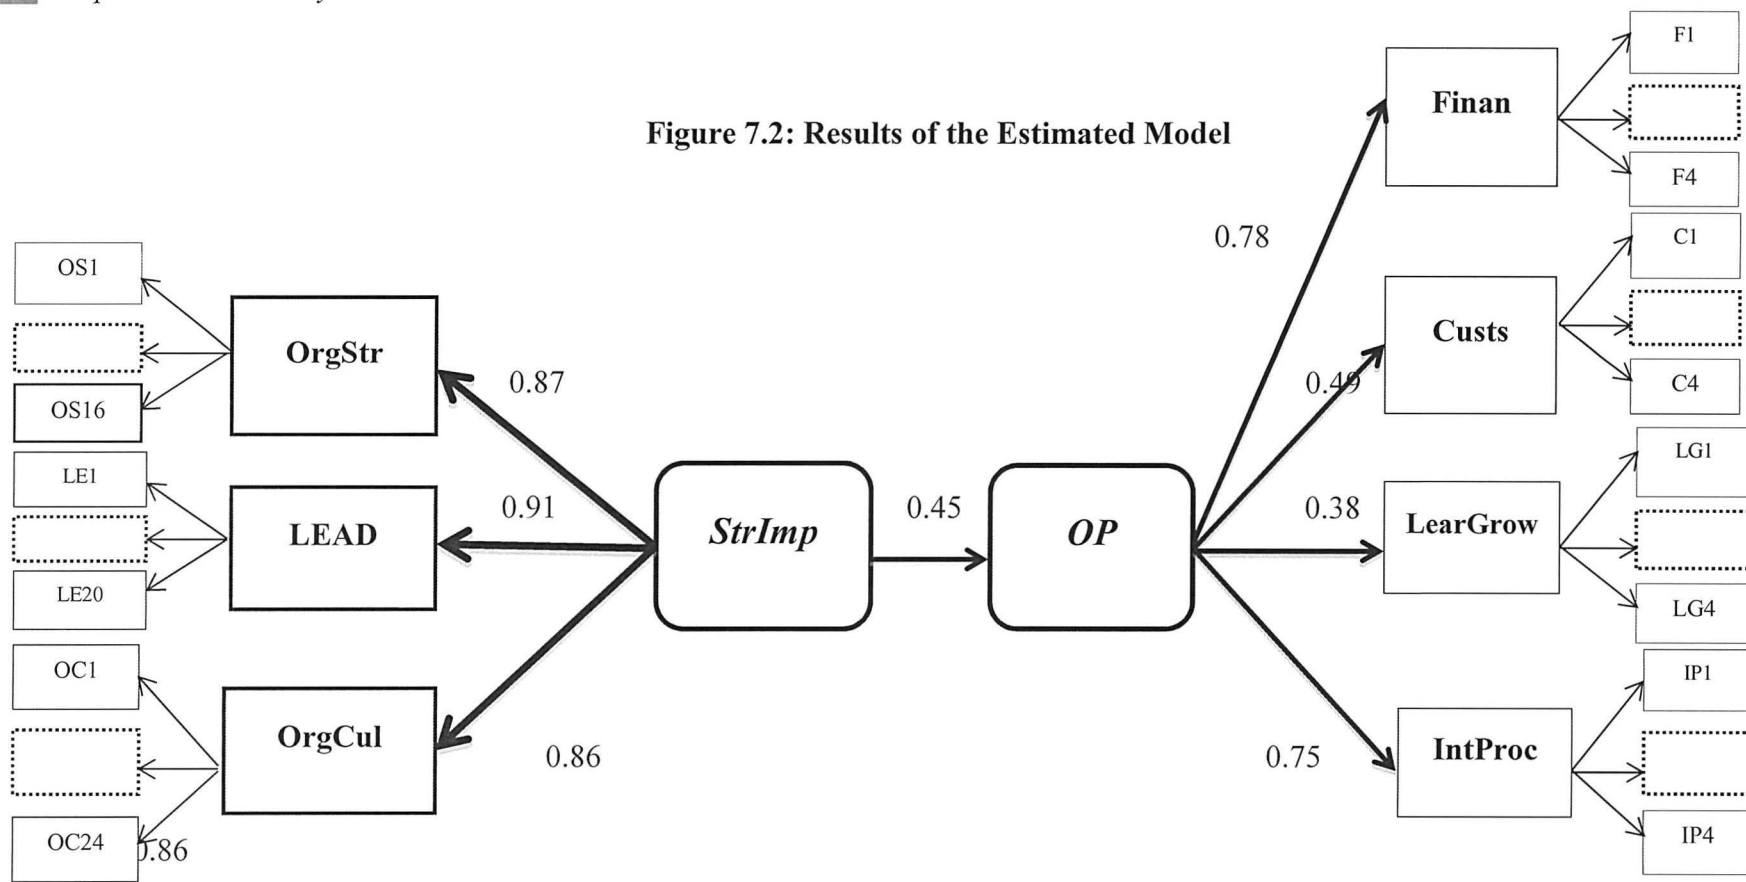 Figure 7.2: Results of the Estimated Model
OS1
OS16
LE1
LE20
OC1
OC24
0.86
OrgStr
LEAD
OrgCul
0.87
0.91
0.86
StrImp
0.45
OP
0.78
0.49
0.38
0.75
Finan
Custs
LearGrow
IntProc
F1
F4
C1
C4
LG1
LG4
IP1
IP4